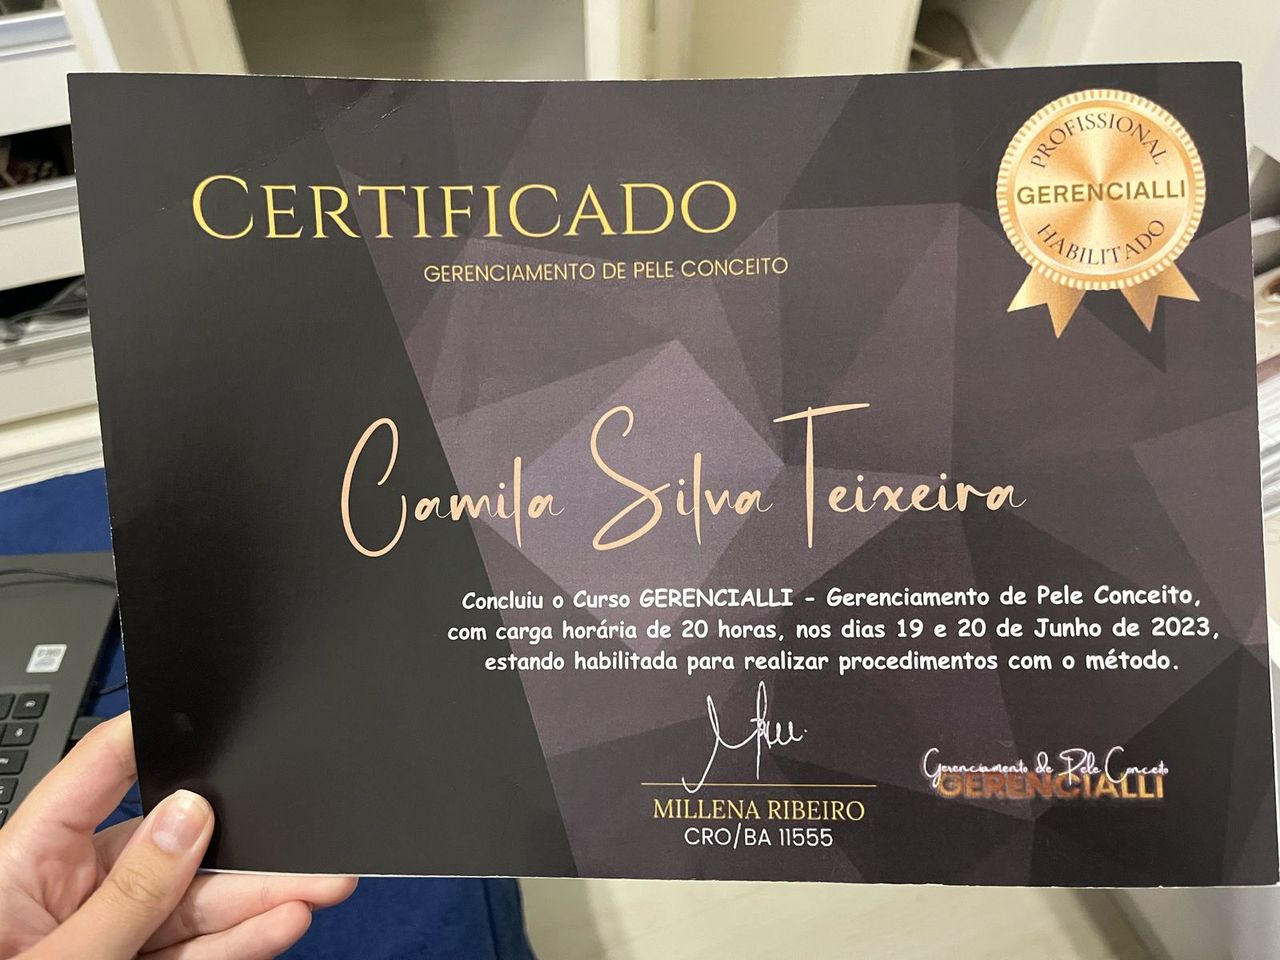 CERTIFICADO
GERENCIAMENTO DE PELE CONCEITO
PROFISSIONAL
GERENCIALLI
HABILITADO
Camila Silva Teixeira
Concluiu o Curso GERENCIALLI - Gerenciamento de Pele Conceito,
com carga horária de 20 horas, nos dias 19 e 20 de Junho de 2023,
estando habilitada para realizar procedimentos com o método.
MILLENA RIBEIRO
CRO/BA 11555
Gerenciamento de Pele Conceito
GERENCIALLI